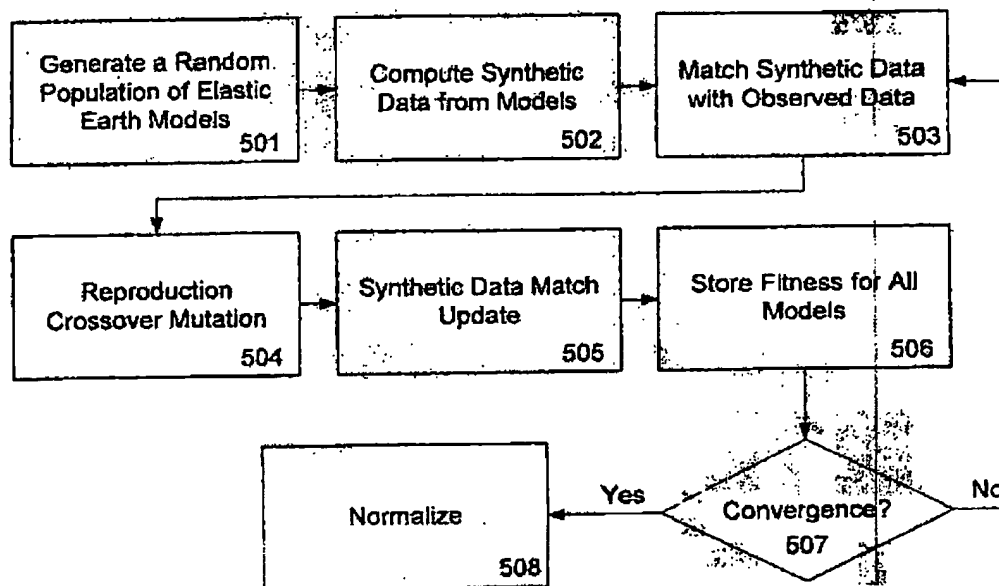 Generate a Random
Population of Elastic
Earth Models
501
Compute Synthetic
Data from Models
502
Match Synthetic Data
with Observed Data
503
Reproduction
Crossover Mutation
504
Synthetic Data Match
Update
505
Store Fitness for All
Models
506
Convergence?
507
Yes
No
Normalize
508